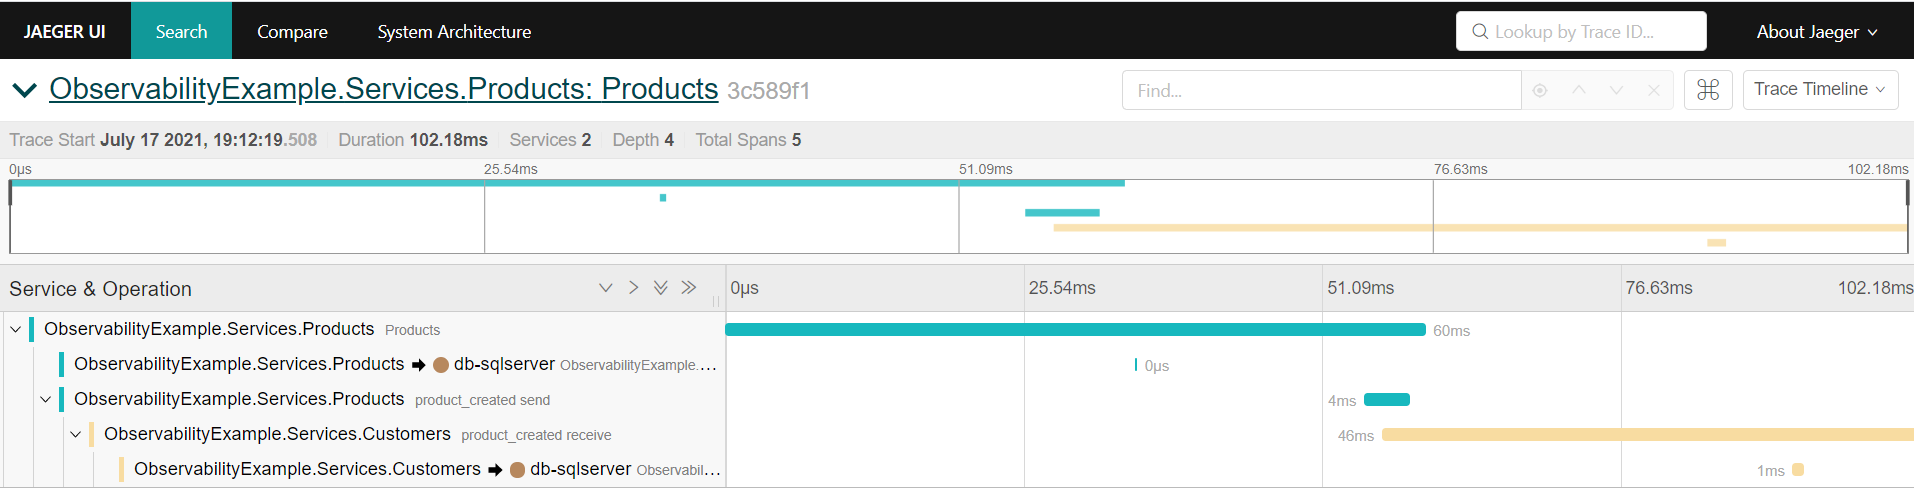 JAEGER UI Search Compare System Architecture Lookup by Trace ID... About Jaeger
ObservabilityExample.Services.Products: Products 3c589f1 Find... Trace Timeline
Trace Start July 17 2021, 19:12:19.508 Duration 102.18ms Services 2 Depth 4 Total Spans 5
0μs 25.54ms 51.09ms 76.63ms 102.18ms
Service & Operation 0μs 25.54ms 51.09ms 76.63ms 102.18ms
ObservabilityExample.Services.Products Products 60ms
ObservabilityExample.Services.Products db-sqlserver ObservabilityExample.… 0μs
ObservabilityExample.Services.Products product_created send 4ms
ObservabilityExample.Services.Customers product_created receive 46ms
ObservabilityExample.Services.Customers db-sqlserver Observabil… 1ms